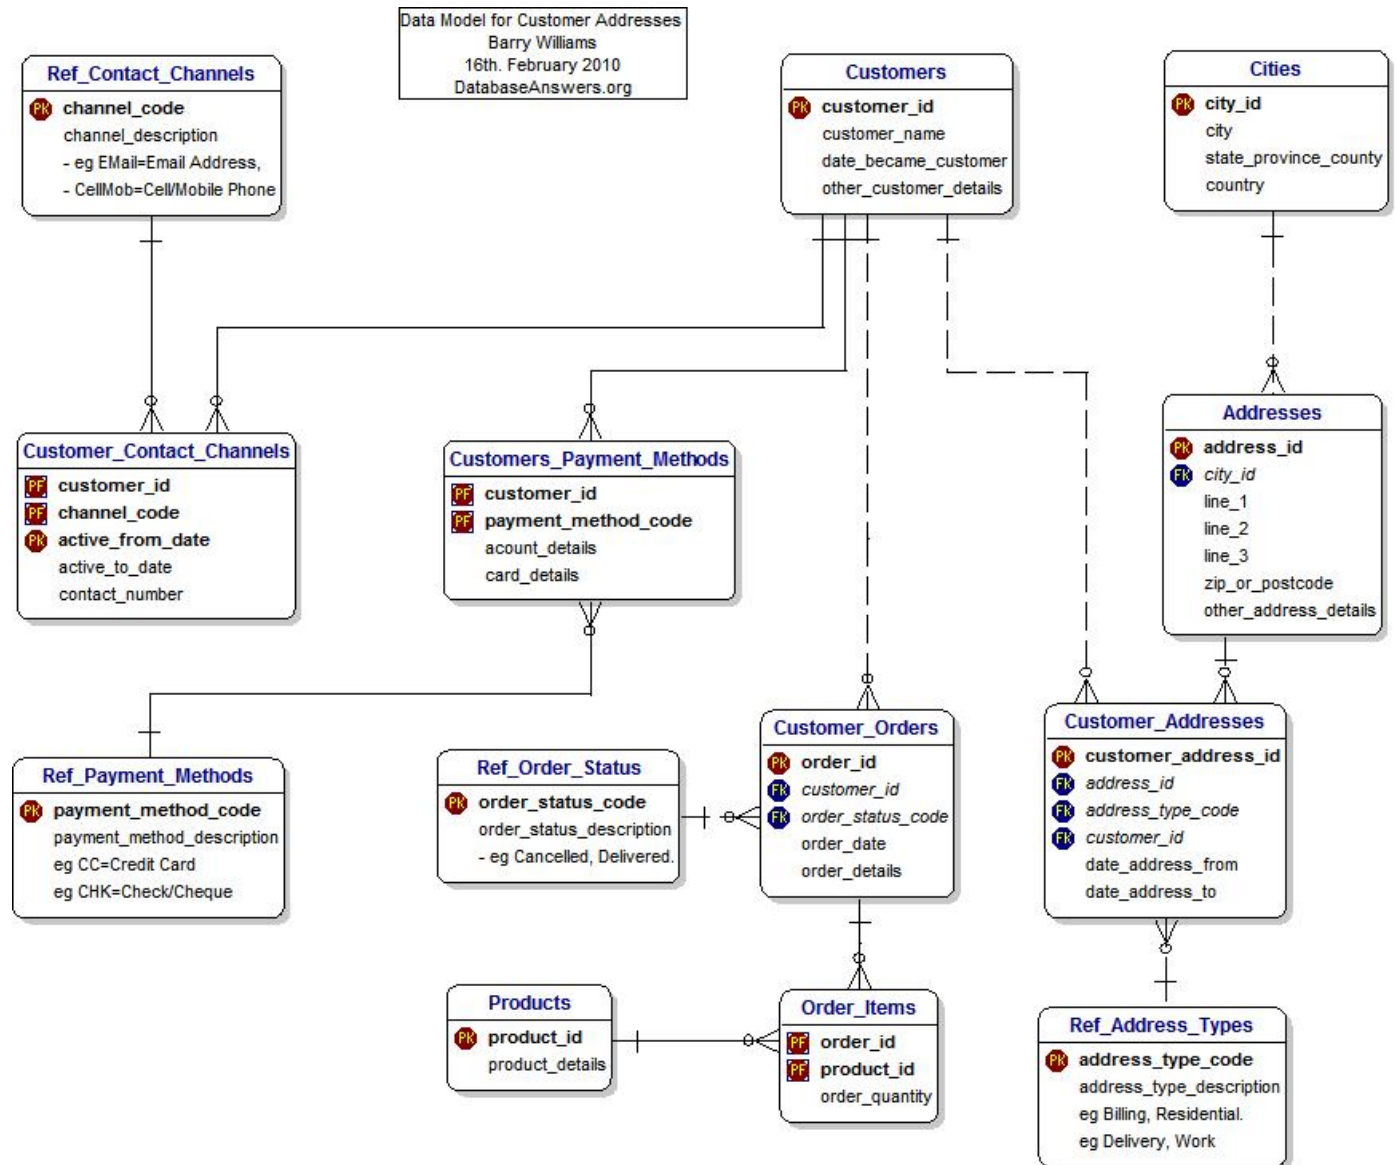 Data Model for Customer Addresses
Barry Williams
16th. February 2010
DatabaseAnswers.org
Ref_Contact_Channels
PK channel_code
channel_description
- eg EMail=Email Address,
- CellMob=Cell/Mobile Phone
Customers
PK customer_id
customer_name
date_became_customer
other_customer_details
Cities
PK city_id
city
state_province_county
country
Customer_Contact_Channels
PF customer_id
PF channel_code
PK active_from_date
active_to_date
contact_number
Customers_Payment_Methods
PF customer_id
PF payment_method_code
acount_details
card_details
Addresses
PK address_id
FK city_id
line_1
line_2
line_3
zip_or_postcode
other_address_details
Ref_Payment_Methods
PK payment_method_code
payment_method_description
eg CC=Credit Card
eg CHK=Check/Cheque
Ref_Order_Status
PK order_status_code
order_status_description
- eg Cancelled, Delivered.
Customer_Orders
PK order_id
FK customer_id
FK order_status_code
order_date
order_details
Customer_Addresses
PK customer_address_id
FK address_id
FK address_type_code
FK customer_id
date_address_from
date_address_to
Products
PK product_id
product_details
Order_Items
PF order_id
PF product_id
order_quantity
Ref_Address_Types
PK address_type_code
address_type_description
eg Billing, Residential.
eg Delivery, Work